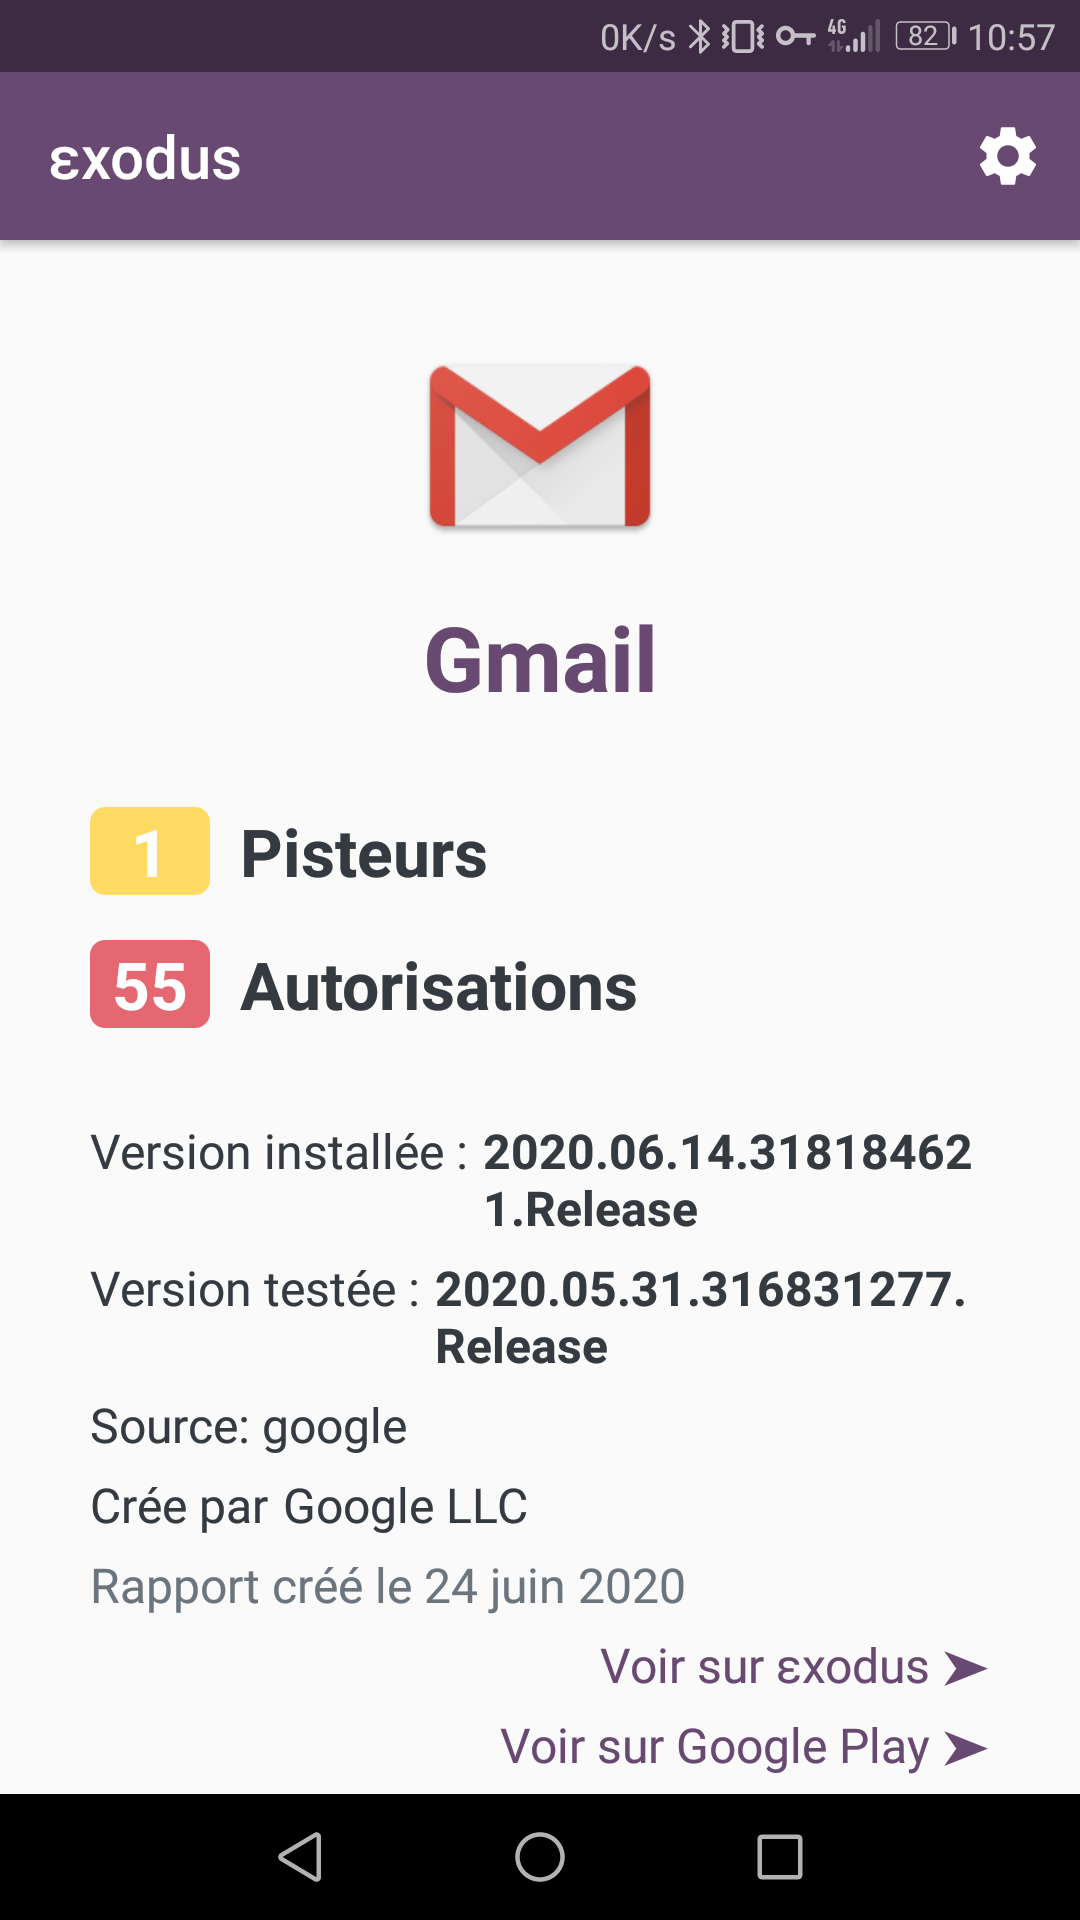 0K/s 4G 82 10:57
εxodus
Gmail
1 Pisteurs
55 Autorisations
Version installée : 2020.06.14.31818462
1.Release
Version testée : 2020.05.31.316831277.
Release
Source: google
Crée par Google LLC
Rapport créé le 24 juin 2020
Voir sur εxodus ➤
Voir sur Google Play ➤